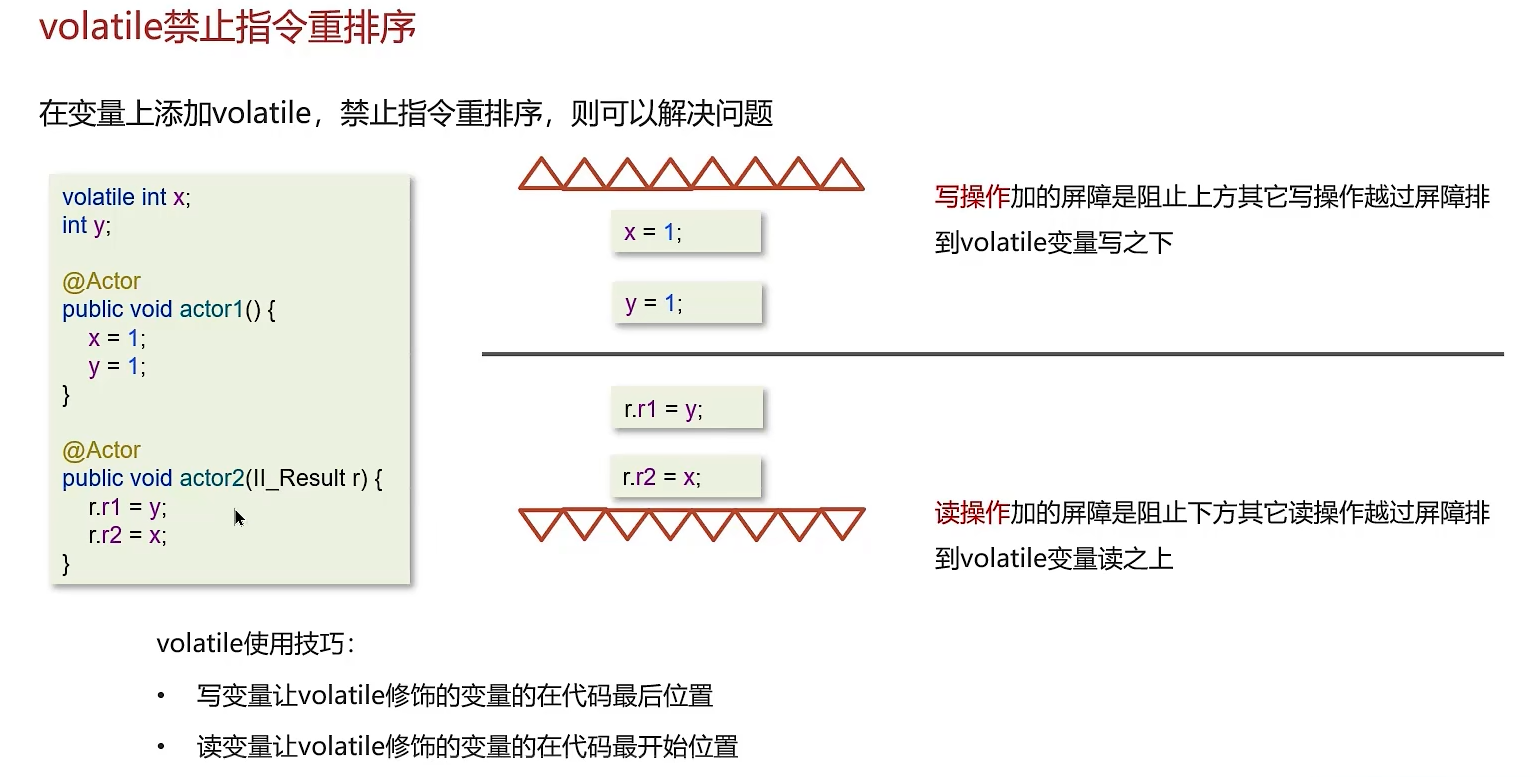 volatile禁止指令重排序
在变量上添加volatile，禁止指令重排序，则可以解决问题
volatile int x;
int y;
@Actor
public void actor1() {
x = 1;
y = 1;
}
@Actor
public void actor2(II_Result r) {
r.r1 = y;
r.r2 = x;
}
x = 1;
y = 1;
r.r1 = y;
r.r2 = x;
写操作加的屏障是阻止上方其它写操作越过屏障排
到volatile变量写之下
读操作加的屏障是阻止下方其它读操作越过屏障排
到volatile变量读之上
volatile使用技巧：
• 写变量让volatile修饰的变量的在代码最后位置
• 读变量让volatile修饰的变量的在代码最开始位置